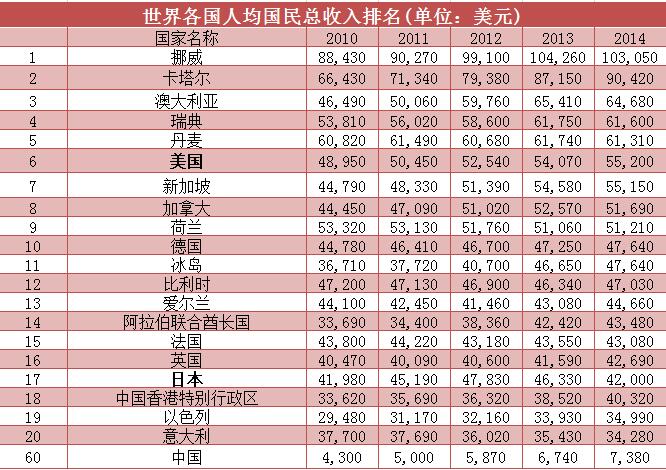 世界各国人均国民总收入排名(单位：美元)
国家名称 2010 2011 2012 2013 2014
1 挪威 88,430 90,270 99,100 104,260 103,050
2 卡塔尔 66,430 71,340 79,380 87,150 90,420
3 澳大利亚 46,490 50,060 59,760 65,410 64,680
4 瑞典 53,810 56,020 58,600 61,750 61,600
5 丹麦 60,820 61,490 60,680 61,740 61,310
6 美国 48,950 50,450 52,540 54,070 55,200
7 新加坡 44,790 48,330 51,390 54,580 55,150
8 加拿大 44,450 47,090 51,020 52,570 51,690
9 荷兰 53,320 53,130 51,760 51,060 51,210
10 德国 44,780 46,410 46,700 47,250 47,640
11 冰岛 36,710 37,720 40,700 46,650 47,640
12 比利时 47,200 47,130 46,900 46,340 47,030
13 爱尔兰 44,100 42,450 41,460 43,080 44,660
14 阿拉伯联合酋长国 33,690 34,400 38,360 42,420 43,480
15 法国 43,800 44,220 43,180 43,550 43,080
16 英国 40,470 40,090 40,600 41,590 42,690
17 日本 41,980 45,190 47,830 46,330 42,000
18 中国香港特别行政区 33,620 35,690 36,320 38,520 40,320
19 以色列 29,480 31,170 32,160 33,930 34,990
20 意大利 37,700 37,690 36,020 35,430 34,280
60 中国 4,300 5,000 5,870 6,740 7,380